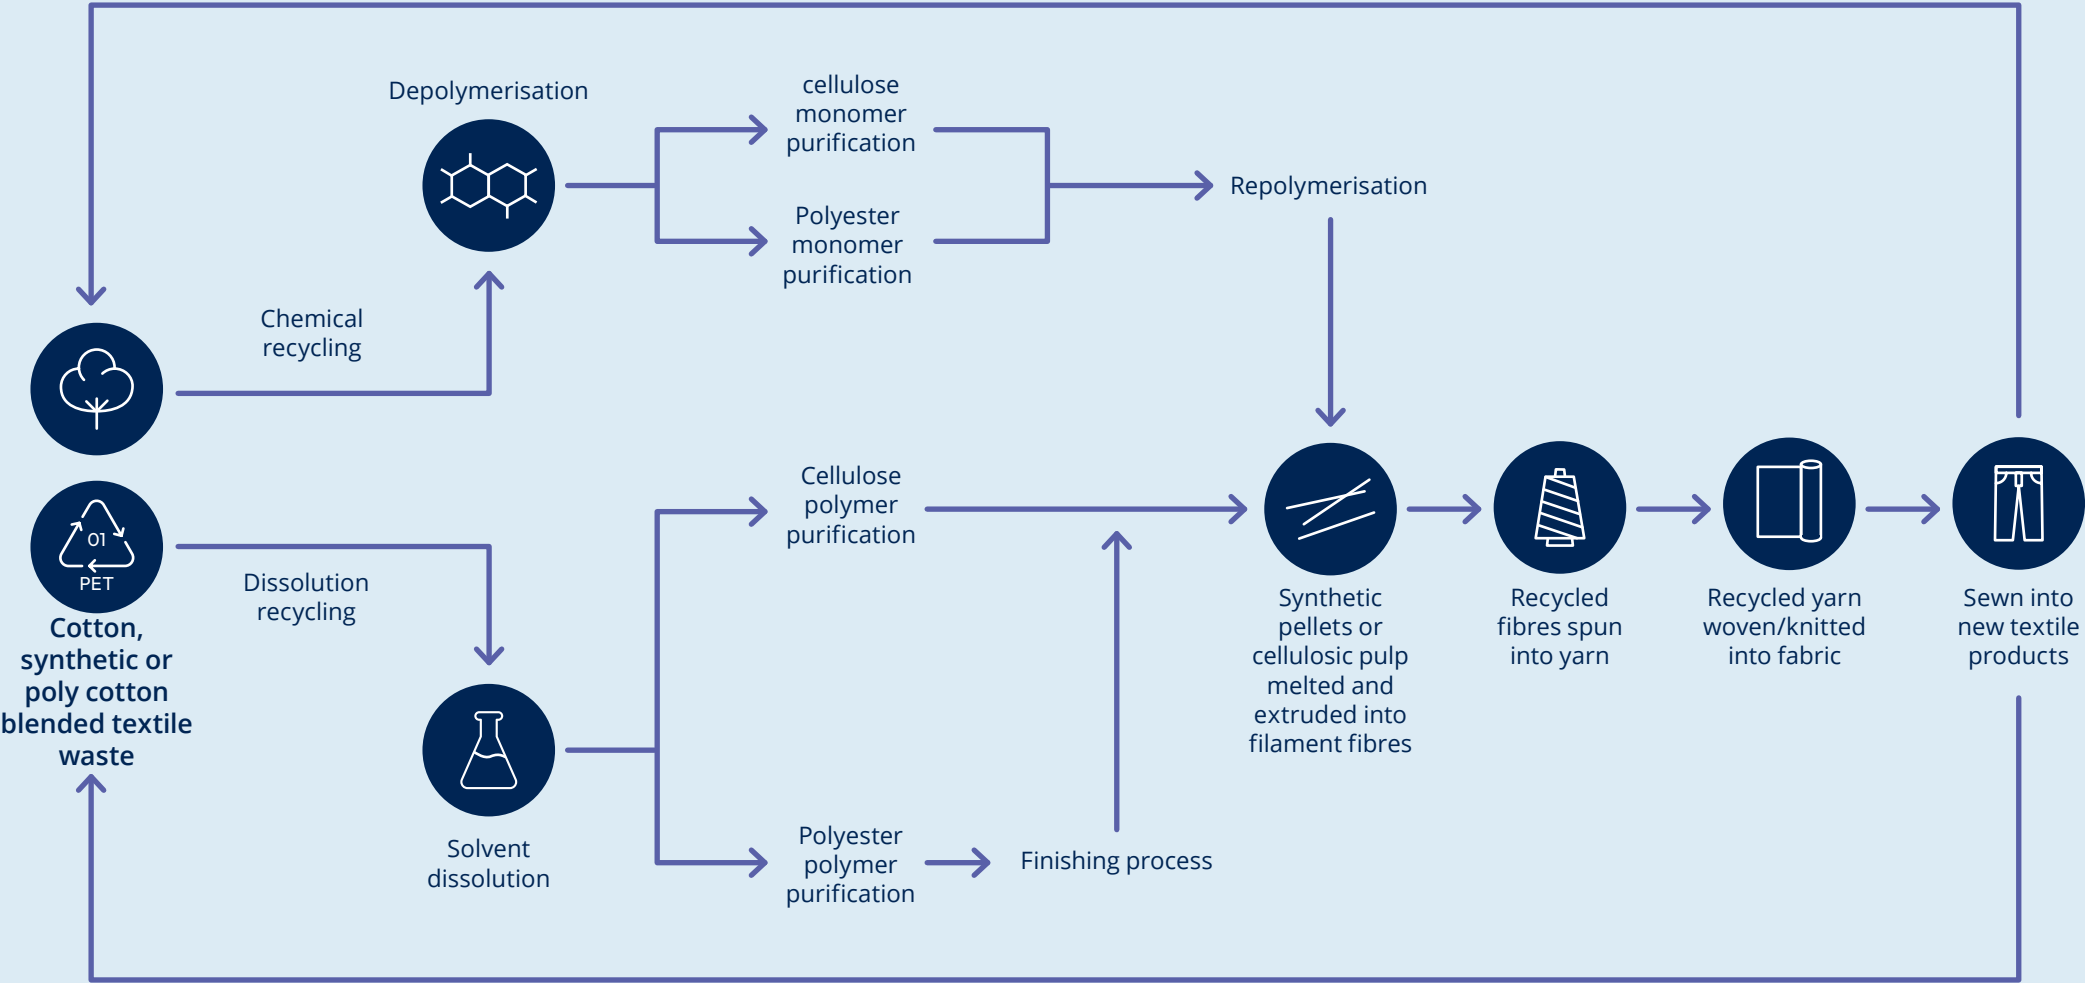 Depolymerisation
cellulose
monomer
purification
Polyester
monomer
purification
Repolymerisation
Chemical
recycling
01
PET
Cotton,
synthetic or
poly cotton
blended textile
waste
Dissolution
recycling
Solvent
dissolution
Cellulose
polymer
purification
Polyester
polymer
purification
Finishing process
Synthetic
pellets or
cellulosic pulp
melted and
extruded into
filament fibres
Recycled
fibres spun
into yarn
Recycled yarn
woven/knitted
into fabric
Sewn into
new textile
products